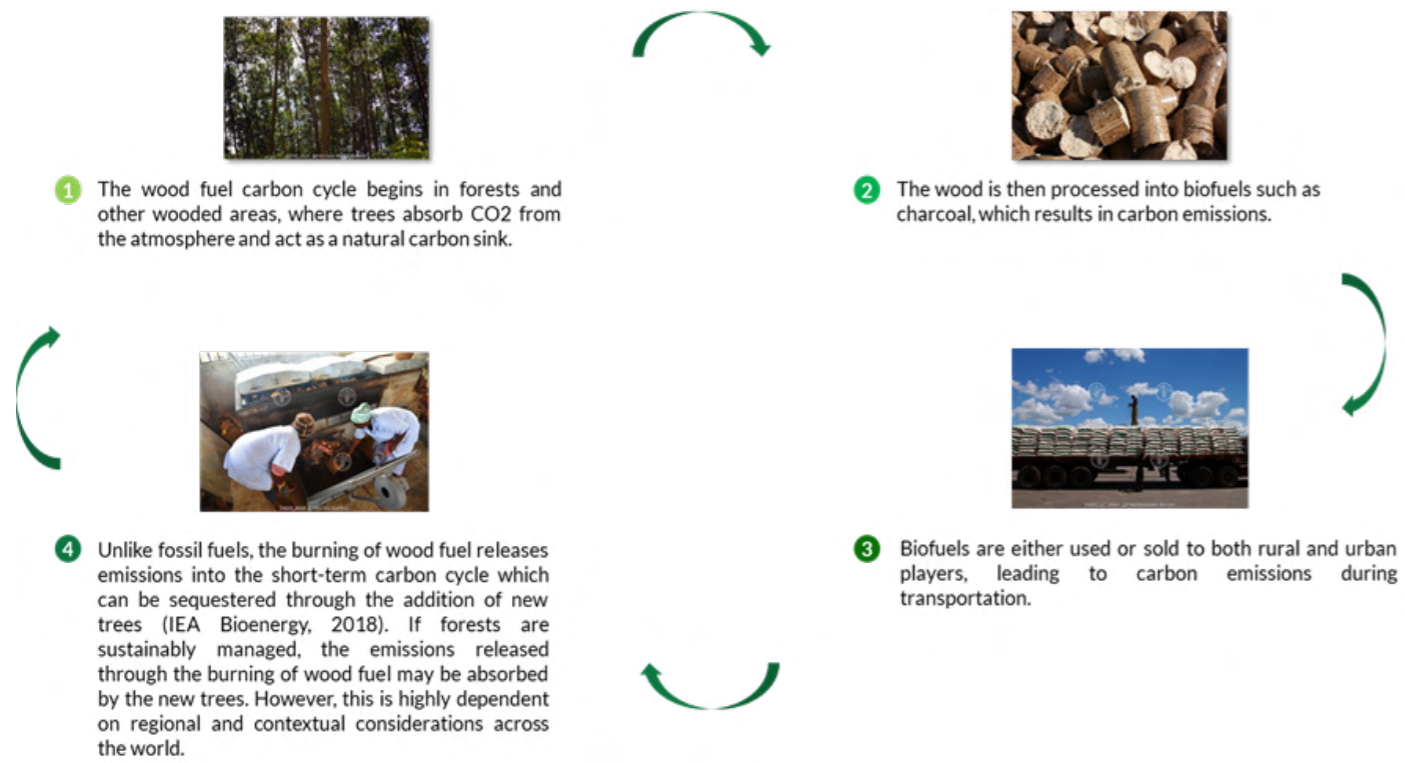 1 The wood fuel carbon cycle begins in forests and
other wooded areas, where trees absorb CO2 from
the atmosphere and act as a natural carbon sink.
2 The wood is then processed into biofuels such as
charcoal, which results in carbon emissions.
3 Biofuels are either used or sold to both rural and urban
players, leading to carbon emissions during
transportation.
4 Unlike fossil fuels, the burning of wood fuel releases
emissions into the short-term carbon cycle which
can be sequestered through the addition of new
trees (IEA Bioenergy, 2018). If forests are
sustainably managed, the emissions released
through the burning of wood fuel may be absorbed
by the new trees. However, this is highly dependent
on regional and contextual considerations across
the world.